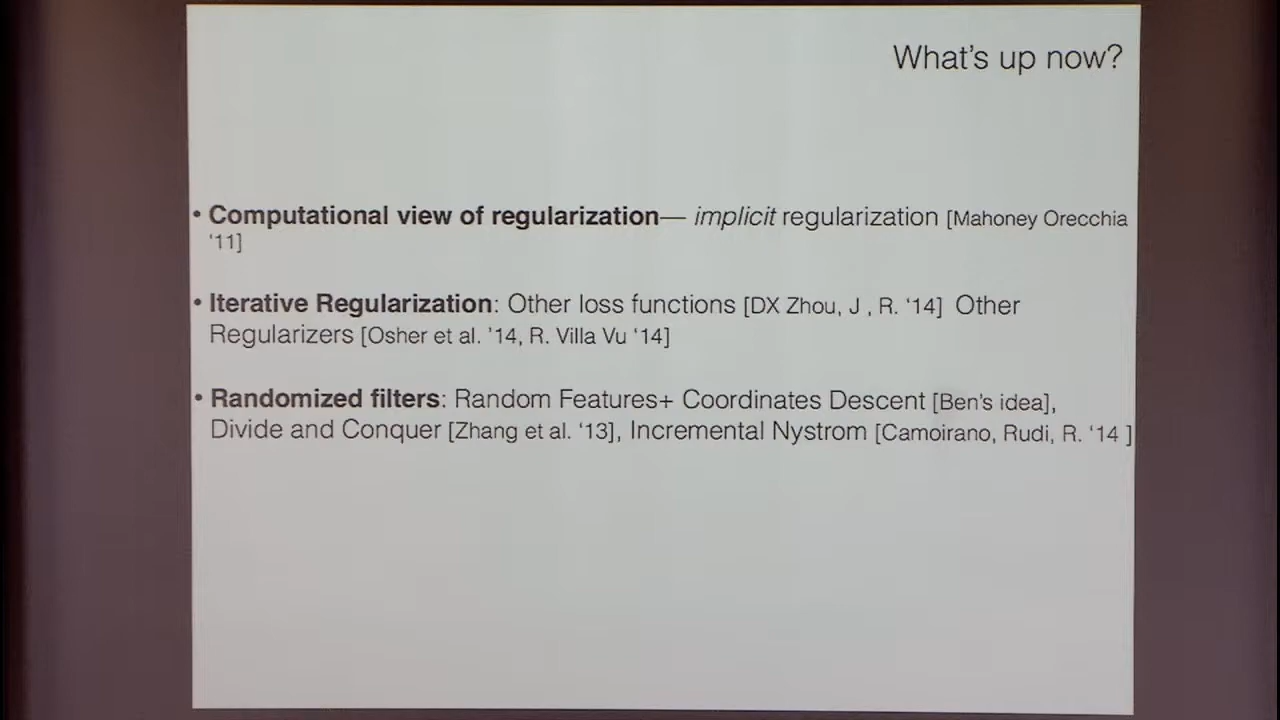 What's up now?
• Computational view of regularization— implicit regularization [Mahoney Orecchia
'11]
• Iterative Regularization: Other loss functions [DX Zhou, J , R. '14] Other
Regularizers [Osher et al. '14, R. Villa Vu '14]
• Randomized filters: Random Features+ Coordinates Descent [Ben's idea],
Divide and Conquer [Zhang et al. '13], Incremental Nystrom [Camoirano, Rudi, R. '14 ]